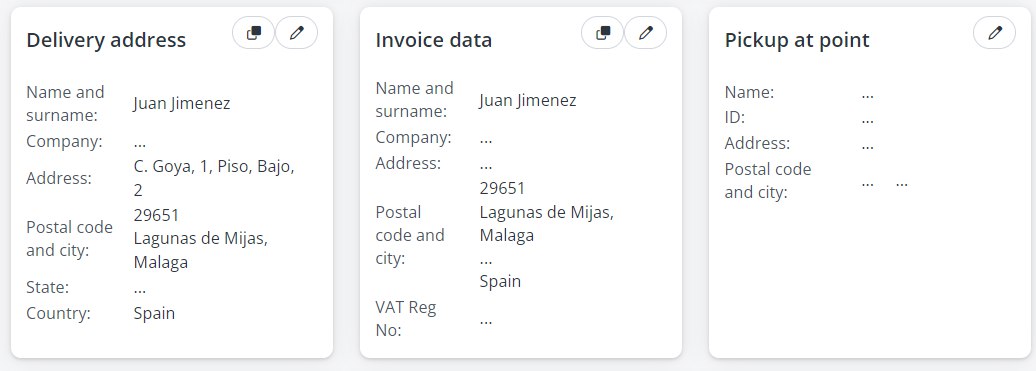 Delivery address
Name and
surname:
Juan Jimenez
Company:
...
Address:
C. Goya, 1, Piso, Bajo,
2
Postal code
and city:
29651
Lagunas de Mijas,
Malaga
State:
...
Country:
Spain
Invoice data
Name and
surname:
Juan Jimenez
Company:
...
Address:
...
Postal
code and
city:
29651
Lagunas de Mijas,
Malaga
...
Spain
VAT Reg
No:
...
Pickup at point
Name:
...
ID:
...
Address:
...
Postal code
and city:
... ...